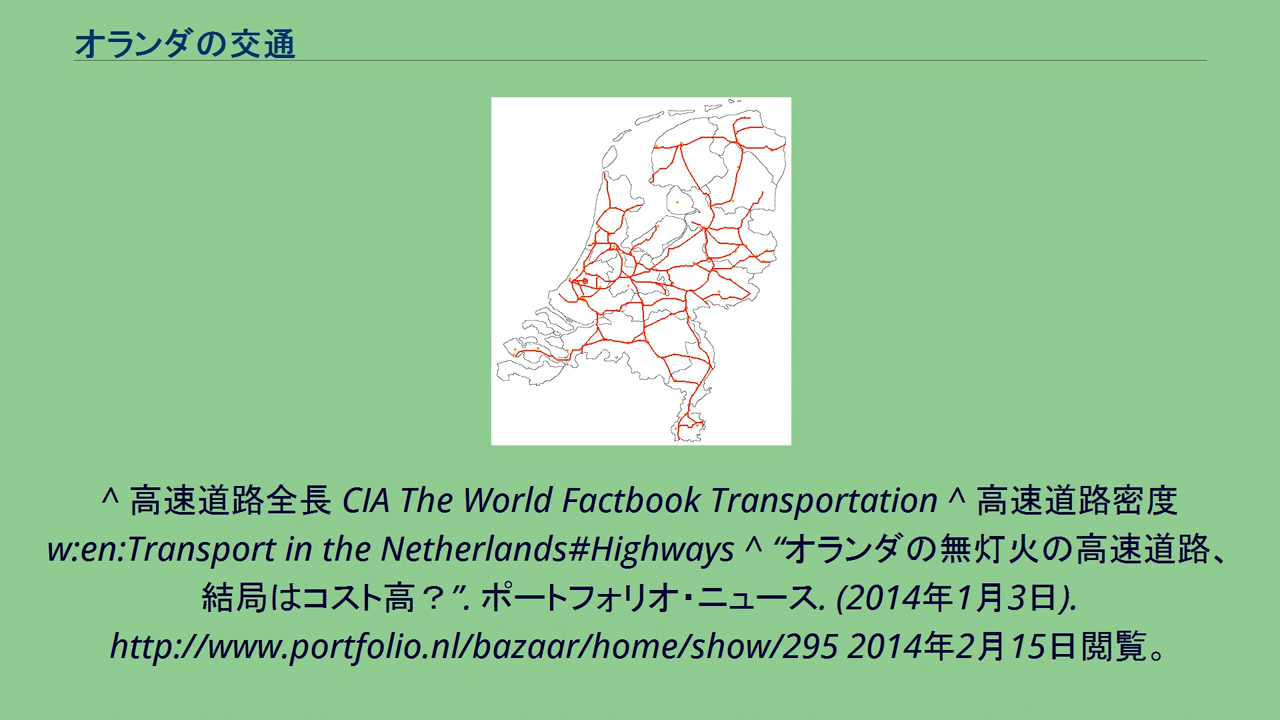 オランダの交通
^ 高速道路全長 CIA The World Factbook Transportation ^ 高速道路密度
w:en:Transport in the Netherlands#Highways ^ “オランダの無灯火の高速道路、
結局はコスト高？”. ポートフォリオ・ニュース. (2014年1月3日).
http://www.portfolio.nl/bazaar/home/show/295 2014年2月15日閲覧。